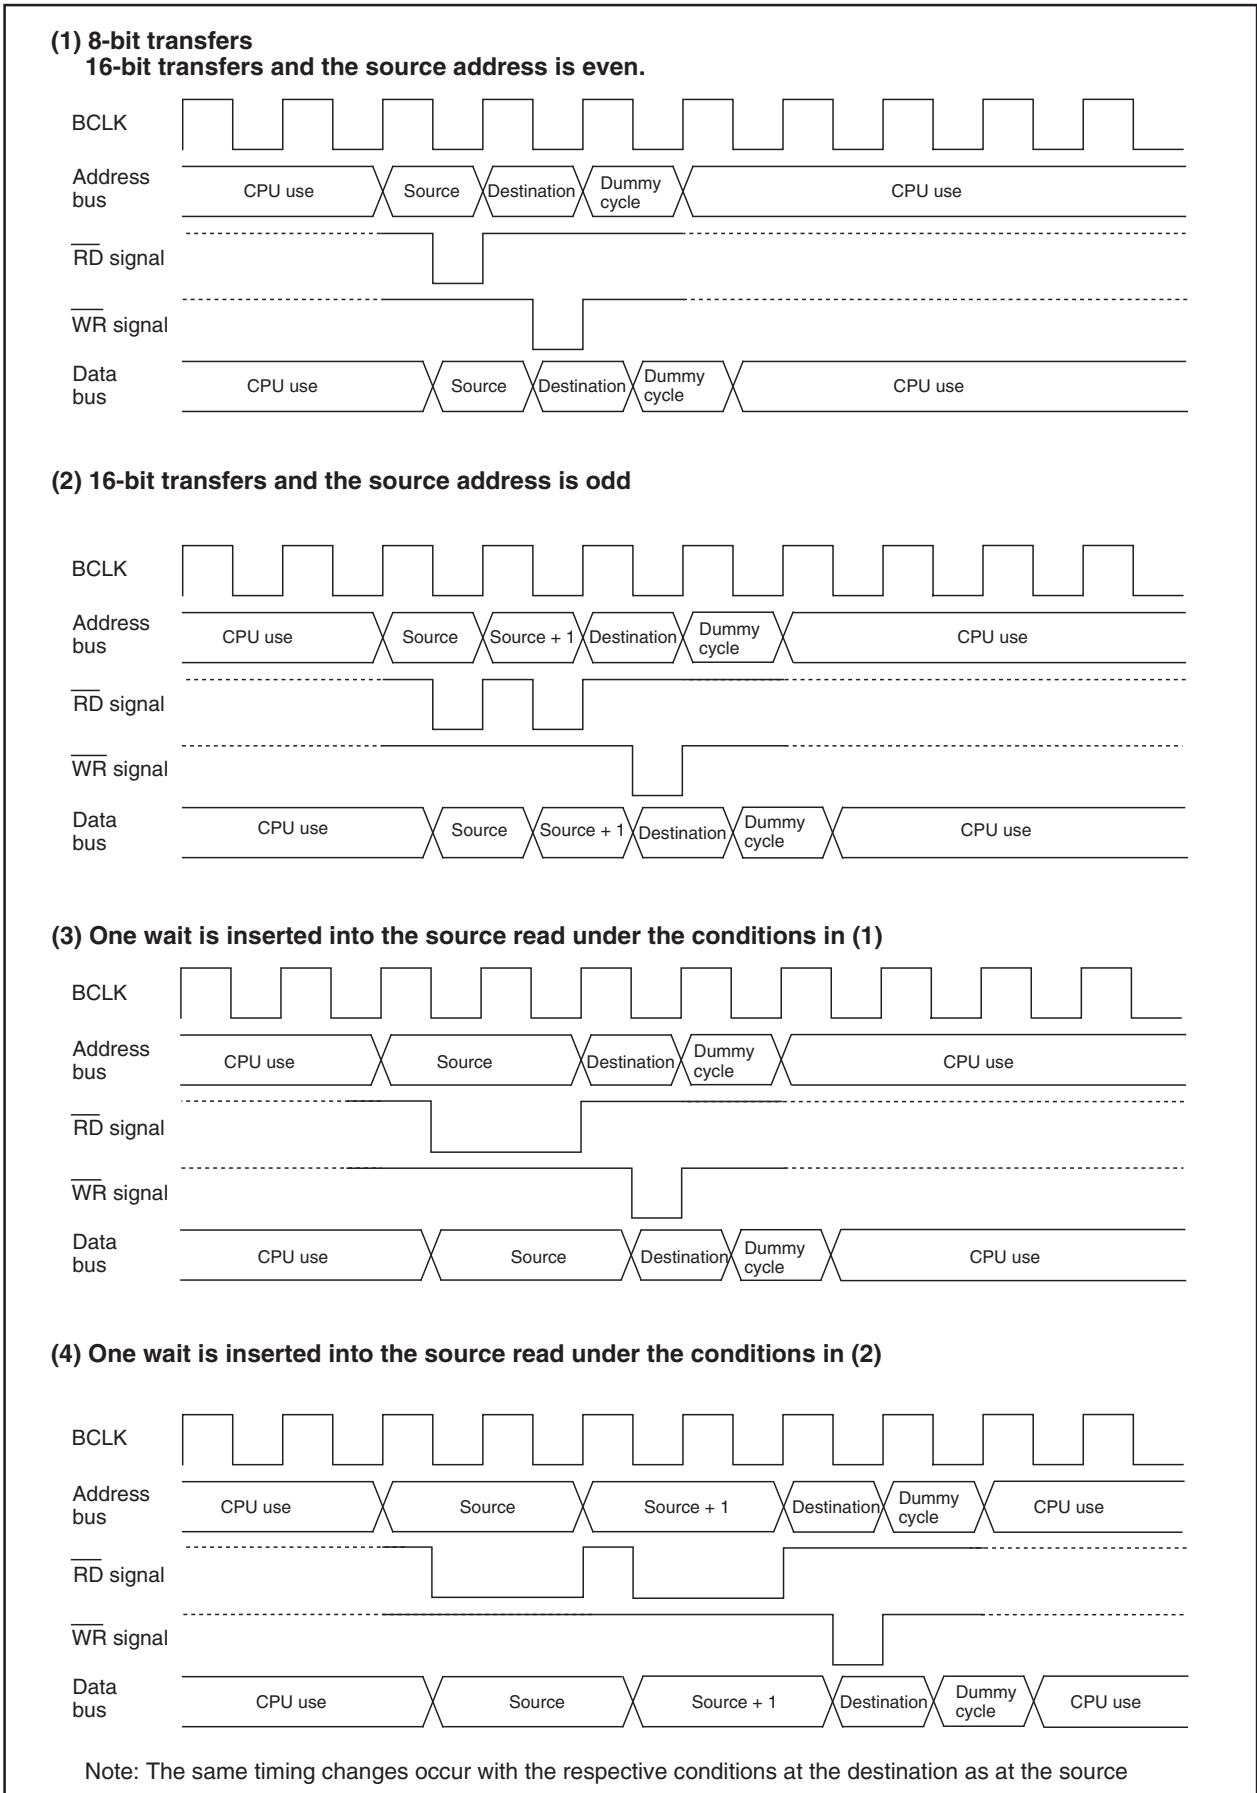 (1) 8-bit transfers
16-bit transfers and the source address is even.
BCLK
Address
bus
CPU use
Source
Destination
Dummy
cycle
CPU use
RD signal
WR signal
Data
bus
CPU use
Source
Destination
Dummy
cycle
CPU use
(2) 16-bit transfers and the source address is odd
BCLK
Address
bus
CPU use
Source
Source + 1
Destination
Dummy
cycle
CPU use
RD signal
WR signal
Data
bus
CPU use
Source
Source + 1
Destination
Dummy
cycle
CPU use
(3) One wait is inserted into the source read under the conditions in (1)
BCLK
Address
bus
CPU use
Source
Destination
Dummy
cycle
CPU use
RD signal
WR signal
Data
bus
CPU use
Source
Destination
Dummy
cycle
CPU use
(4) One wait is inserted into the source read under the conditions in (2)
BCLK
Address
bus
CPU use
Source
Source + 1
Destination
Dummy
cycle
CPU use
RD signal
WR signal
Data
bus
CPU use
Source
Source + 1
Destination
Dummy
cycle
CPU use
Note: The same timing changes occur with the respective conditions at the destination as at the source